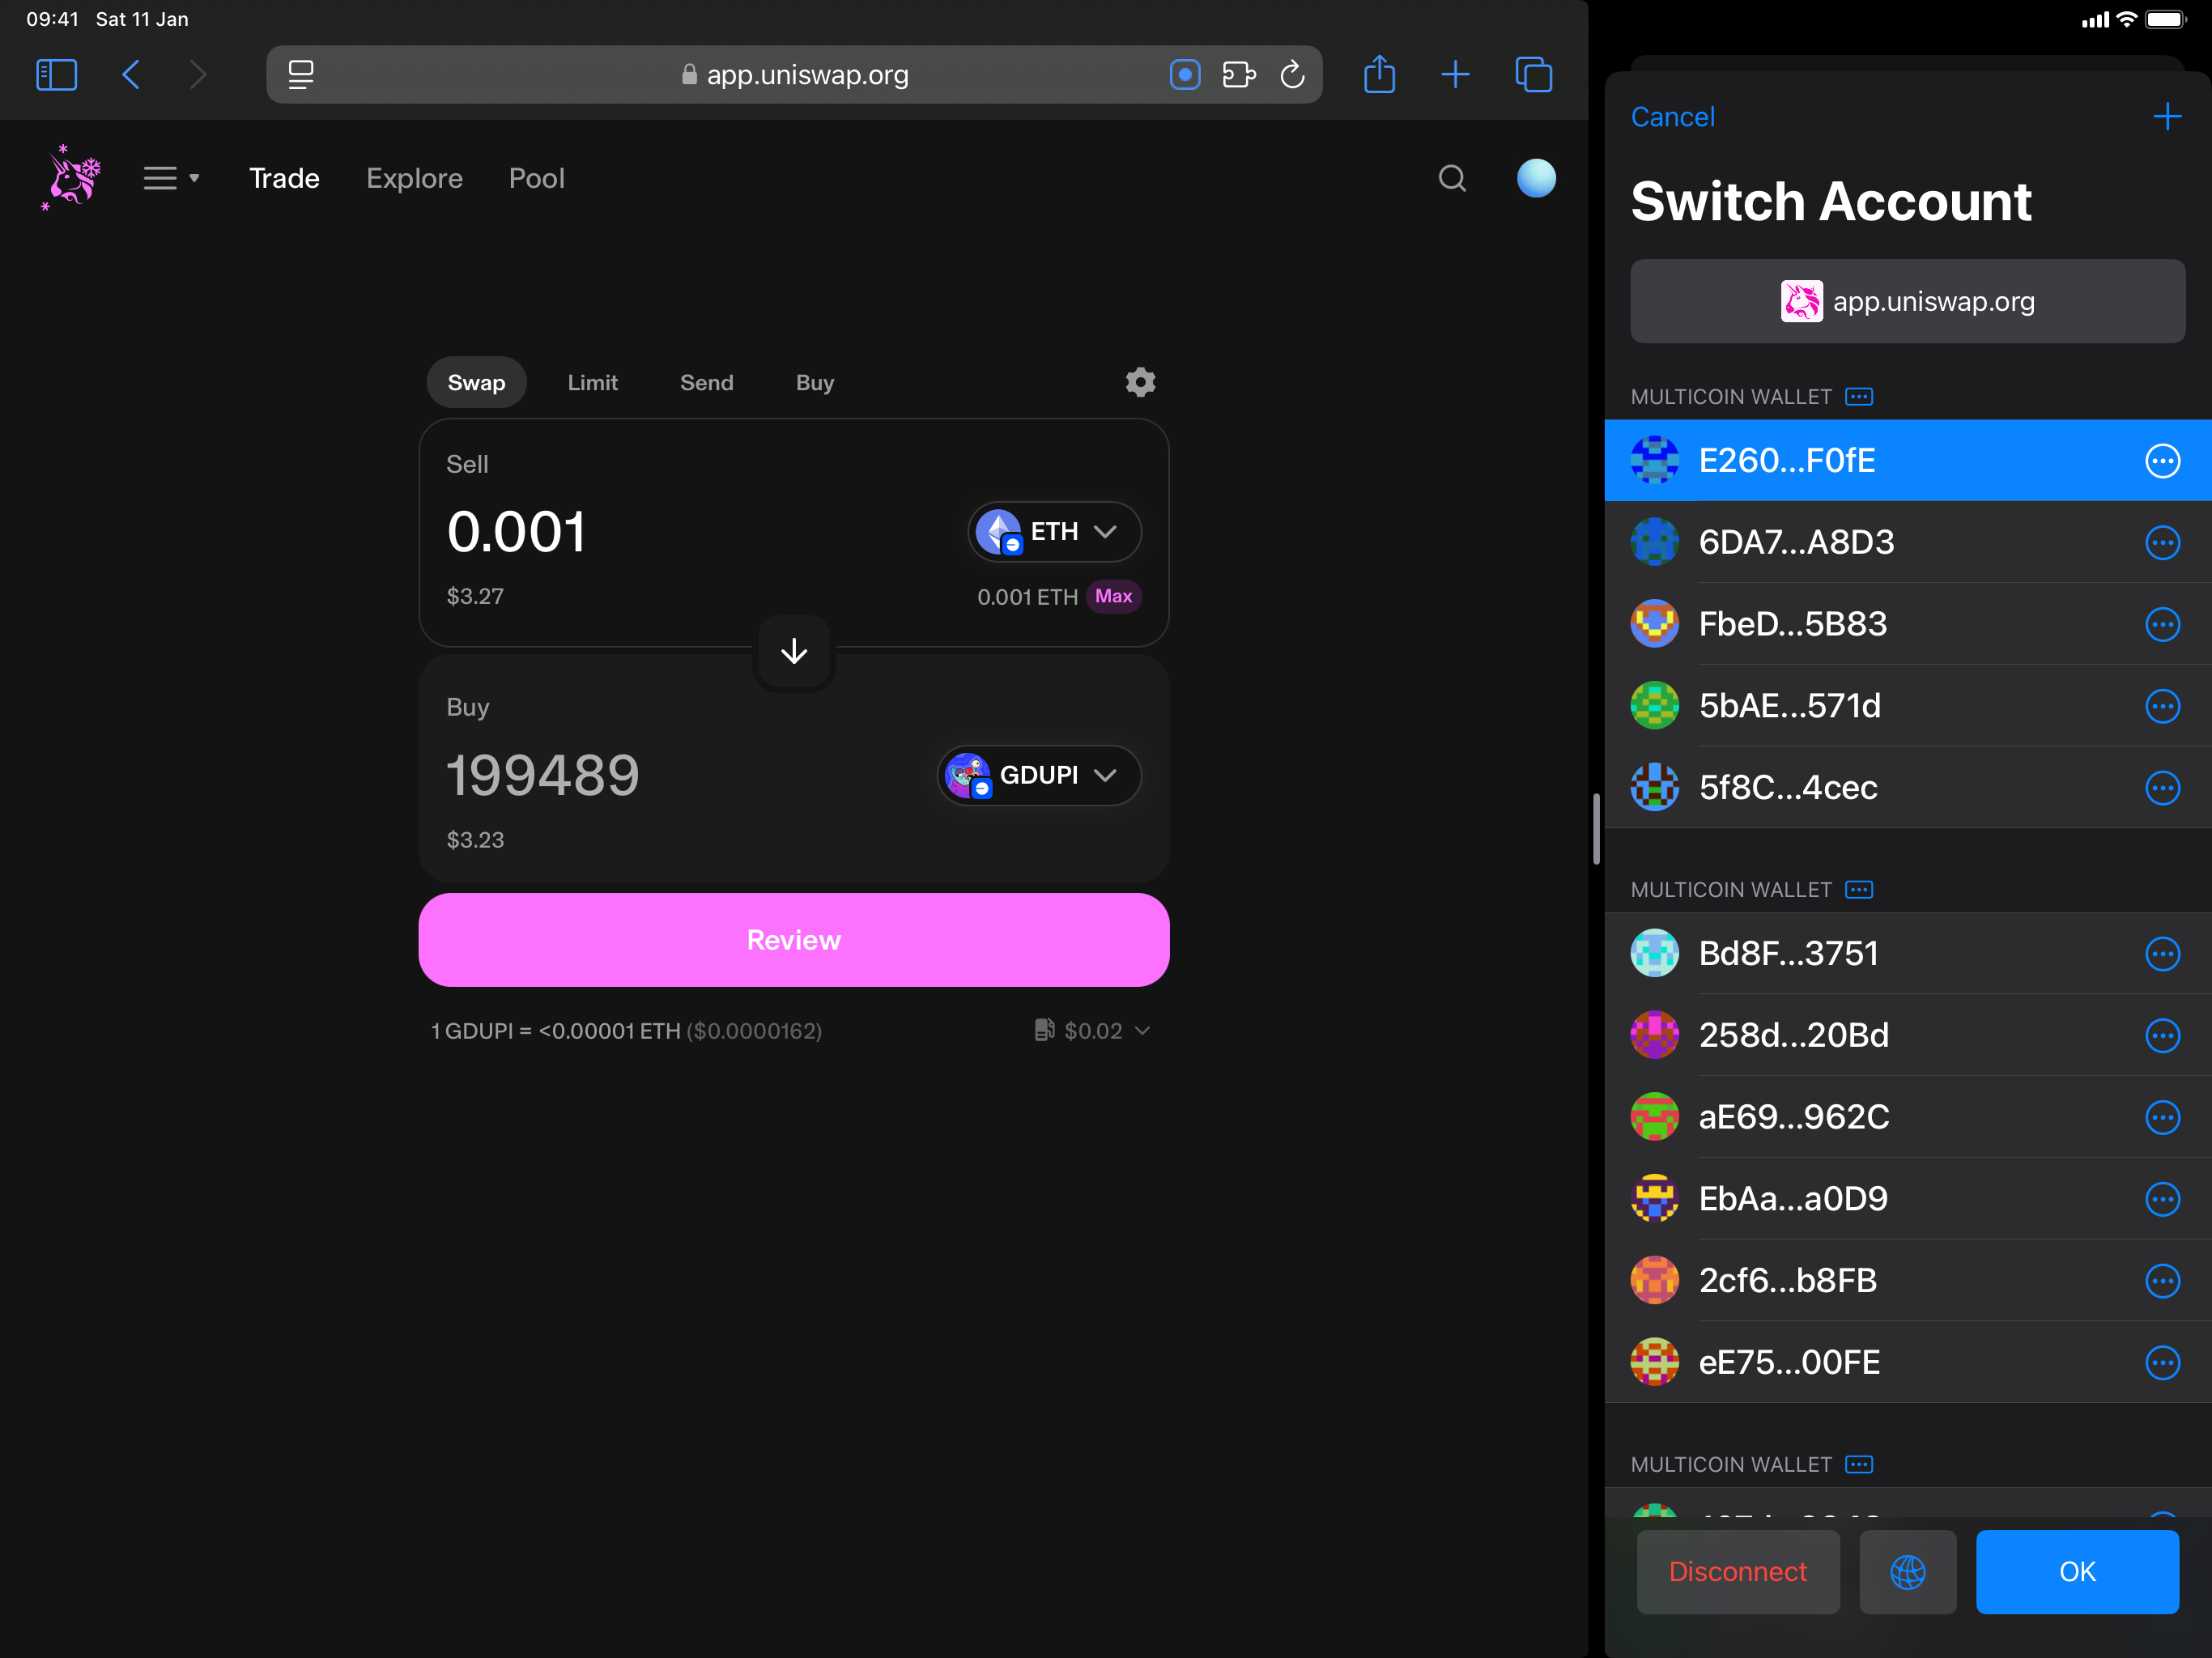 09:41 Sat 11 Jan
app.uniswap.org
Trade Explore Pool
Swap Limit Send Buy
Sell
0.001 ETH
$3.27 0.001 ETH Max
Buy
199489 GDUPI
$3.23
Review
1 GDUPI = <0.00001 ETH ($0.0000162) $0.02
Cancel
Switch Account
app.uniswap.org
MULTICOIN WALLET
E260...F0fE
6DA7...A8D3
FbeD...5B83
5bAE...571d
5f8C...4cec
MULTICOIN WALLET
Bd8F...3751
258d...20Bd
aE69...962C
EbAa...a0D9
2cf6...b8FB
eE75...00FE
MULTICOIN WALLET
Disconnect OK